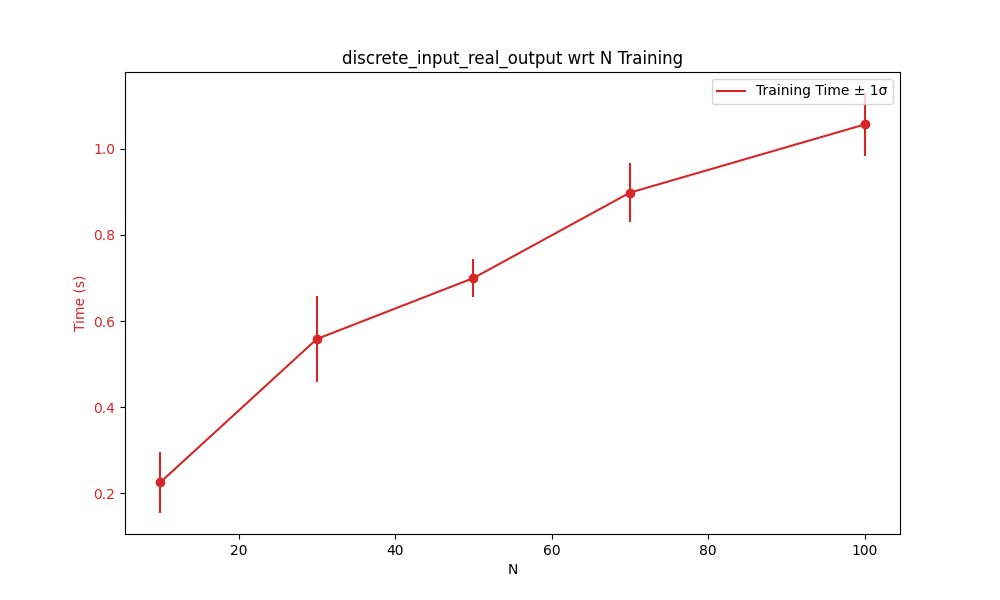 discrete_input_real_output wrt N Training
Training Time ± 1σ
Time (s)
1.0
0.8
0.6
0.4
0.2
20 40 60 80 100
N